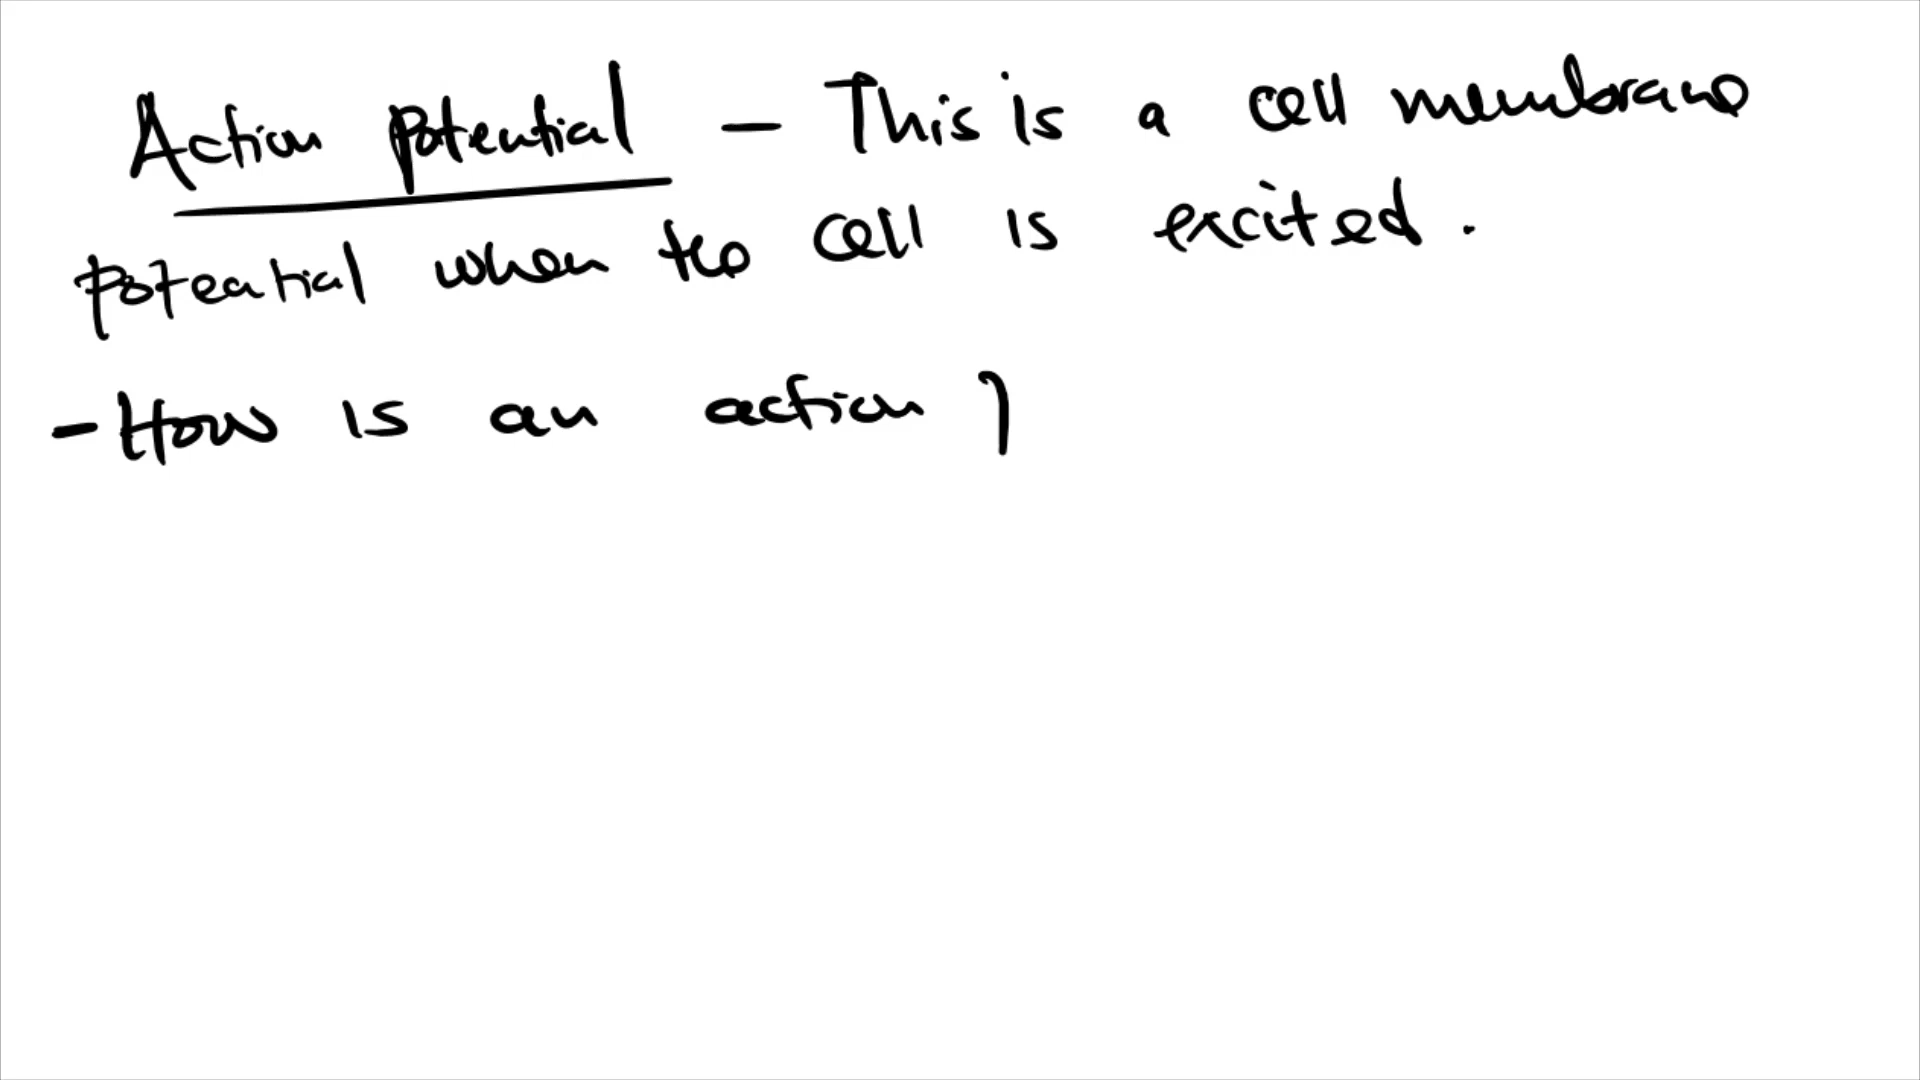 Action potential - This is a cell membrane
potential when the cell is excited.
- How is an action